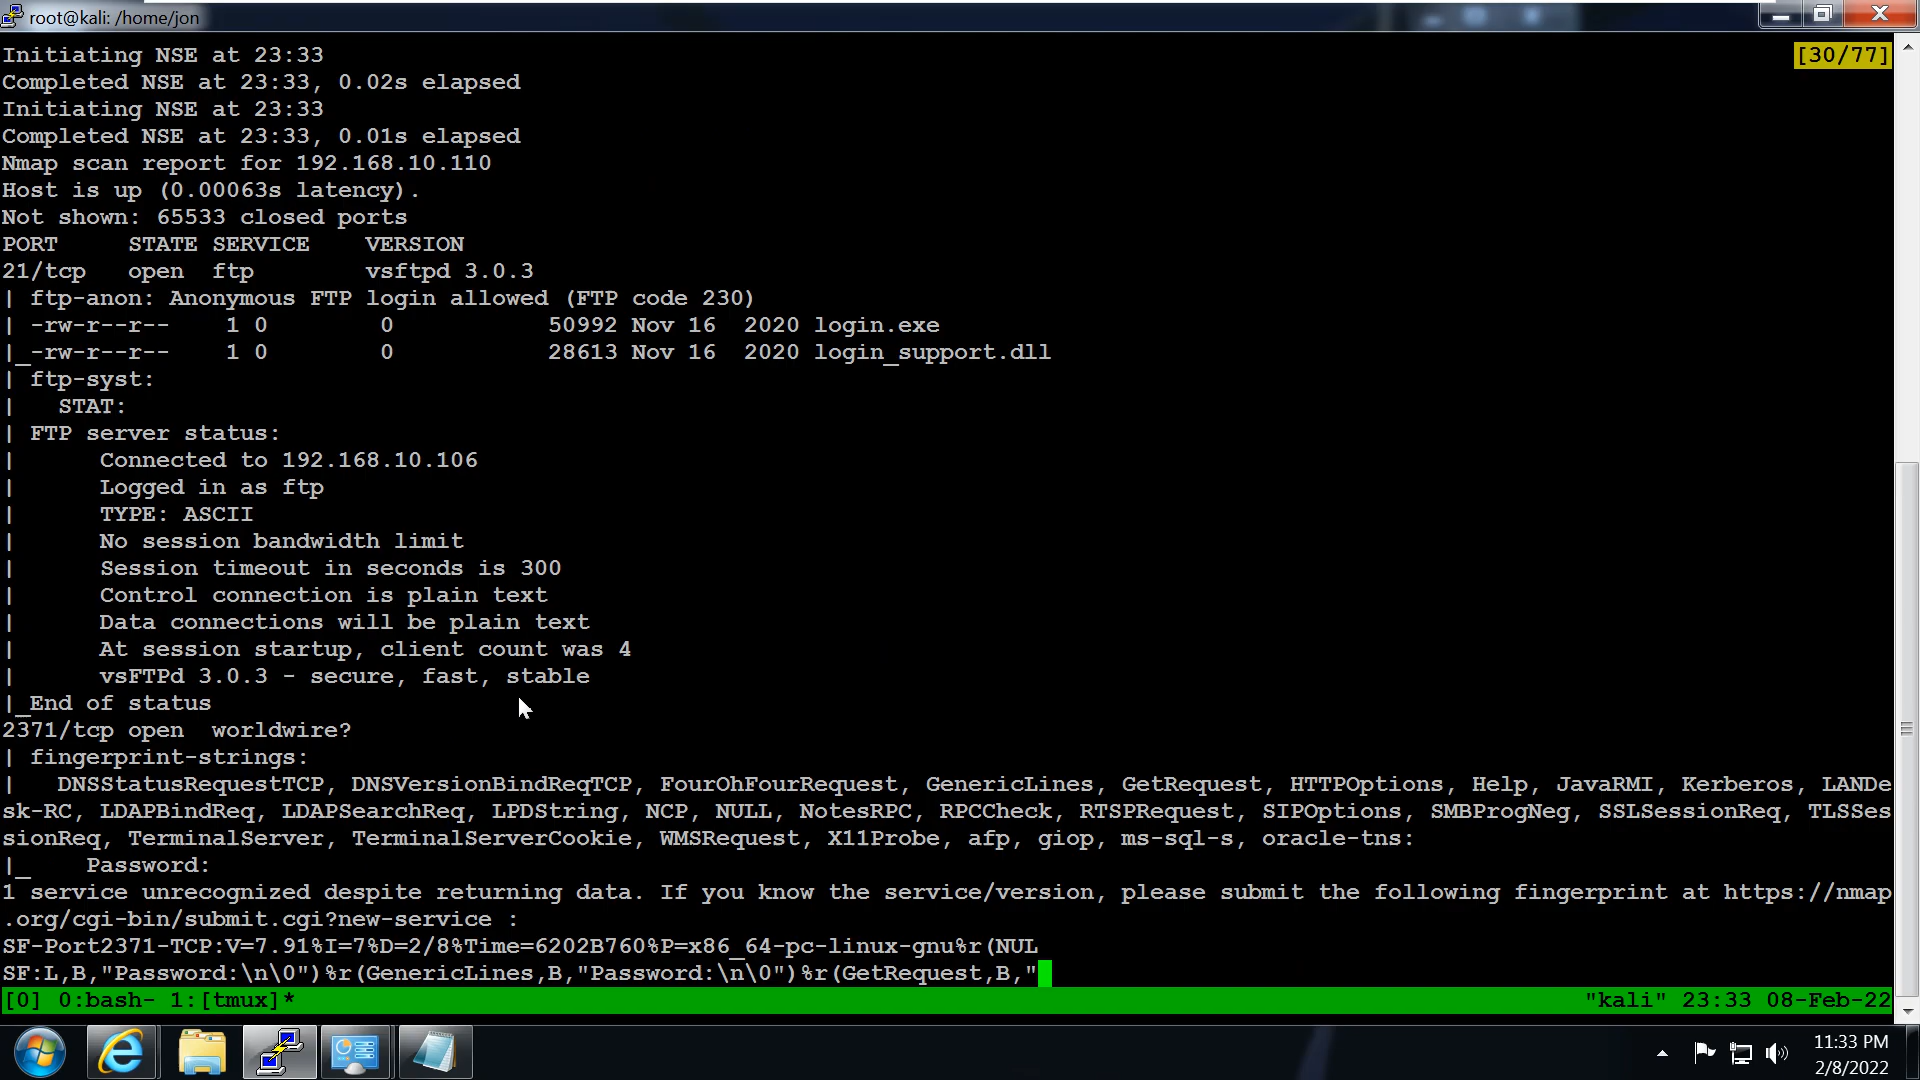 root@kali: /home/jon
Initiating NSE at 23:33
[30/77]
Completed NSE at 23:33, 0.02s elapsed
Initiating NSE at 23:33
Completed NSE at 23:33, 0.01s elapsed
Nmap scan report for 192.168.10.110
Host is up (0.00063s latency).
Not shown: 65533 closed ports
PORT     STATE SERVICE    VERSION
21/tcp   open  ftp        vsftpd 3.0.3
| ftp-anon: Anonymous FTP login allowed (FTP code 230)
| -rw-r--r--    1 0        0           50992 Nov 16  2020 login.exe
|_-rw-r--r--    1 0        0           28613 Nov 16  2020 login_support.dll
| ftp-syst:
|   STAT:
| FTP server status:
|      Connected to 192.168.10.106
|      Logged in as ftp
|      TYPE: ASCII
|      No session bandwidth limit
|      Session timeout in seconds is 300
|      Control connection is plain text
|      Data connections will be plain text
|      At session startup, client count was 4
|      vsFTPd 3.0.3 - secure, fast, stable
|_End of status
2371/tcp open  worldwire?
| fingerprint-strings:
|   DNSStatusRequestTCP, DNSVersionBindReqTCP, FourOhFourRequest, GenericLines, GetRequest, HTTPOptions, Help, JavaRMI, Kerberos, LANDe
sk-RC, LDAPBindReq, LDAPSearchReq, LPDString, NCP, NULL, NotesRPC, RPCCheck, RTSPRequest, SIPOptions, SMBProgNeg, SSLSessionReq, TLSSes
sionReq, TerminalServer, TerminalServerCookie, WMSRequest, X11Probe, afp, giop, ms-sql-s, oracle-tns:
|_    Password:
1 service unrecognized despite returning data. If you know the service/version, please submit the following fingerprint at https://nmap
.org/cgi-bin/submit.cgi?new-service :
SF-Port2371-TCP:V=7.91%I=7%D=2/8%Time=6202B760%P=x86_64-pc-linux-gnu%r(NUL
SF:L,B,"Password:\n\0")%r(GenericLines,B,"Password:\n\0")%r(GetRequest,B,"
[0] 0:bash- 1:[tmux]*
"kali" 23:33 08-Feb-22
11:33 PM
2/8/2022